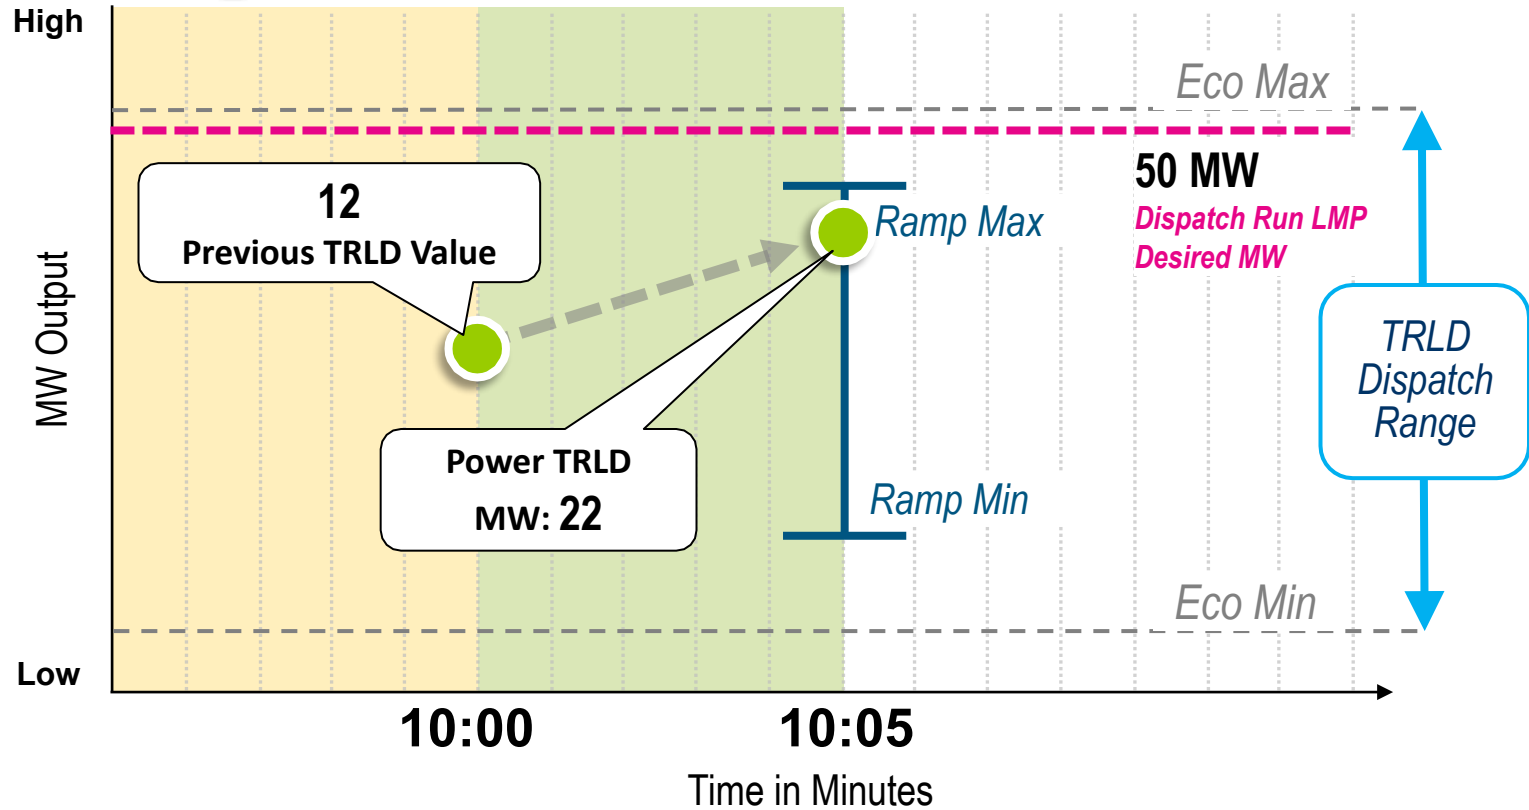 High
Eco Max
50 MW
Dispatch Run LMP
Desired MW
12
Previous TRLD Value
Ramp Max
MW Output
TRLD
Dispatch
Range
Power TRLD
MW: 22
Ramp Min
Eco Min
Low
10:00
10:05
Time in Minutes